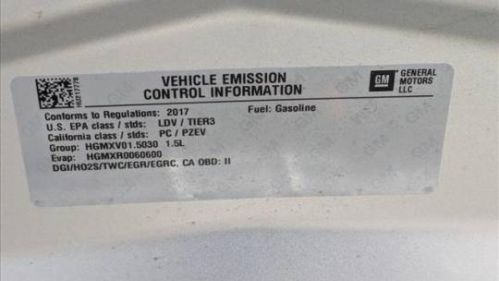 VEHICLE EMISSION
CONTROL INFORMATION
GM
GENERAL
MOTORS
LLC
Conforms to Regulations: 2017
Fuel: Gasoline
U.S. EPA class / stds: LDV / TIER3
California class / stds: PC / PZEV
Group: HGMXV01.5030 1.5L
Evap: HGMXR0060600
DGI/HO2S/TWC/EGR/EGRC, CA OBD: II